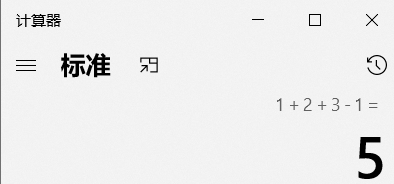 计算器
标准
1 + 2 + 3 - 1 =
5